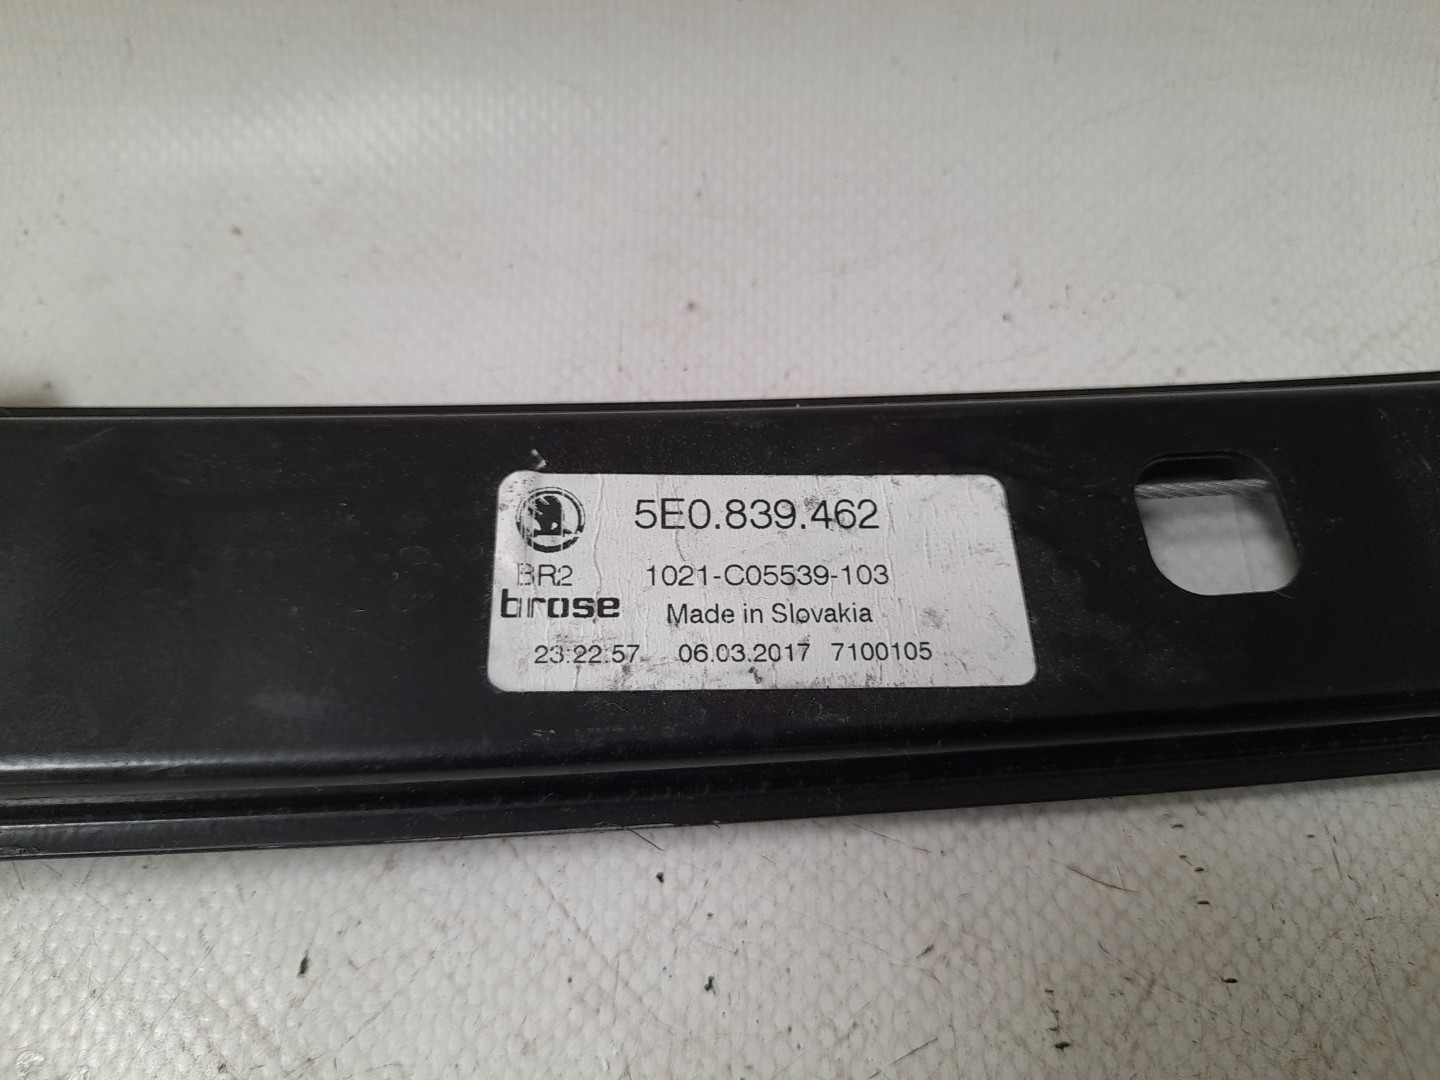 5E0.839.462
BR2 1021-C05539-103
brose Made in Slovakia
23:22:57 06.03.2017 7100105